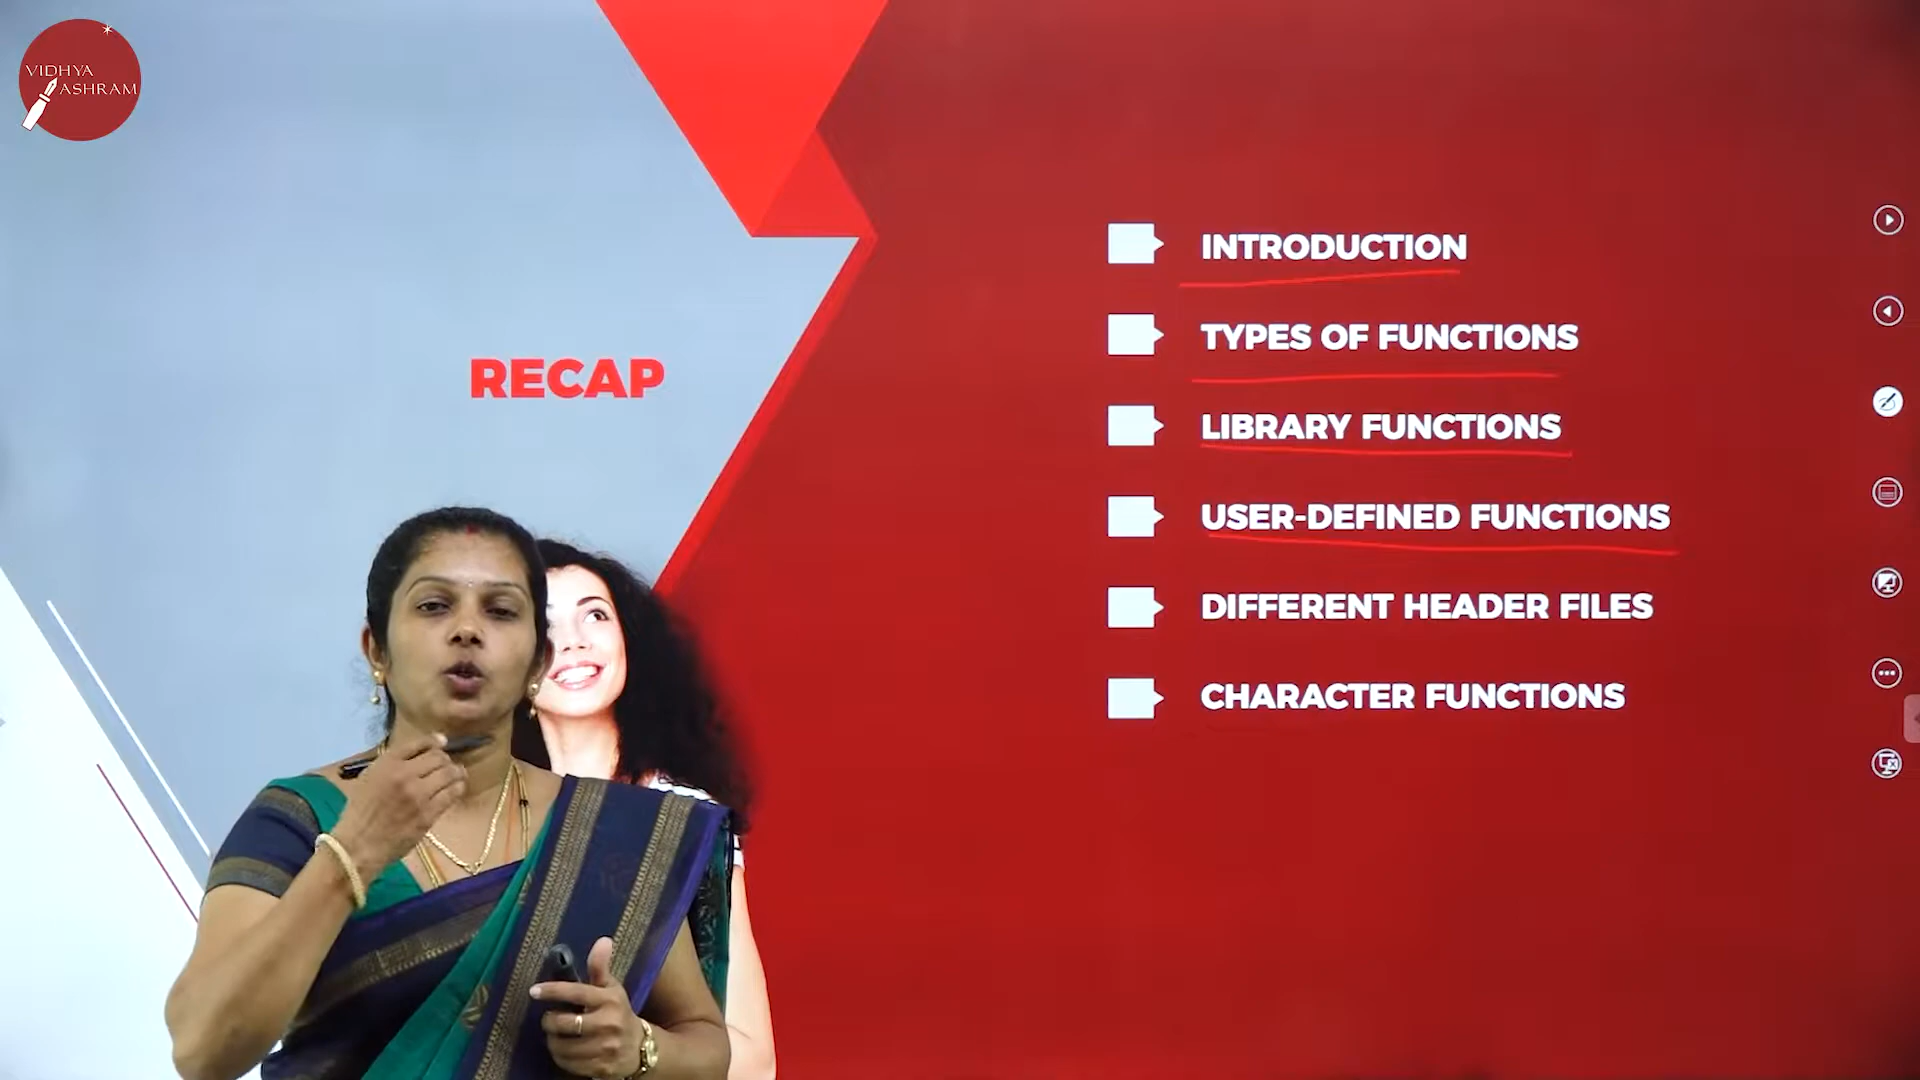 VIDHYA
ASHRAM
RECAP
INTRODUCTION
TYPES OF FUNCTIONS
LIBRARY FUNCTIONS
USER-DEFINED FUNCTIONS
DIFFERENT HEADER FILES
CHARACTER FUNCTIONS